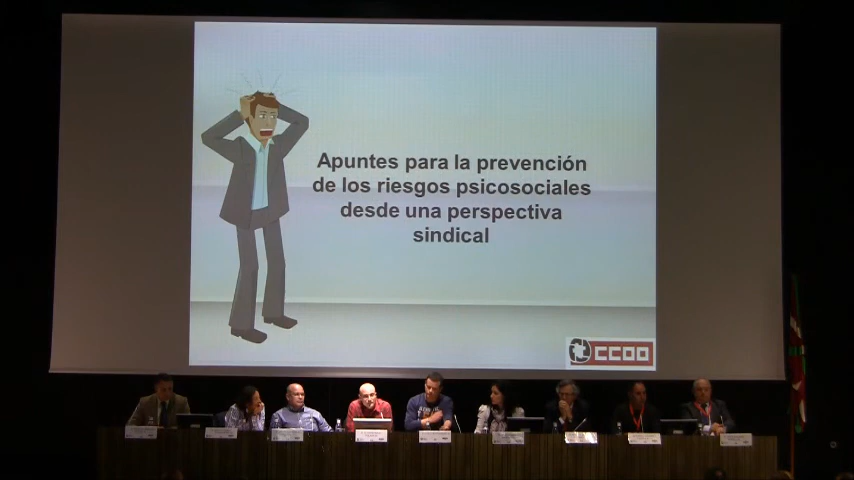 Apuntes para la prevención
de los riesgos psicosociales
desde una perspectiva
sindical
CCOO